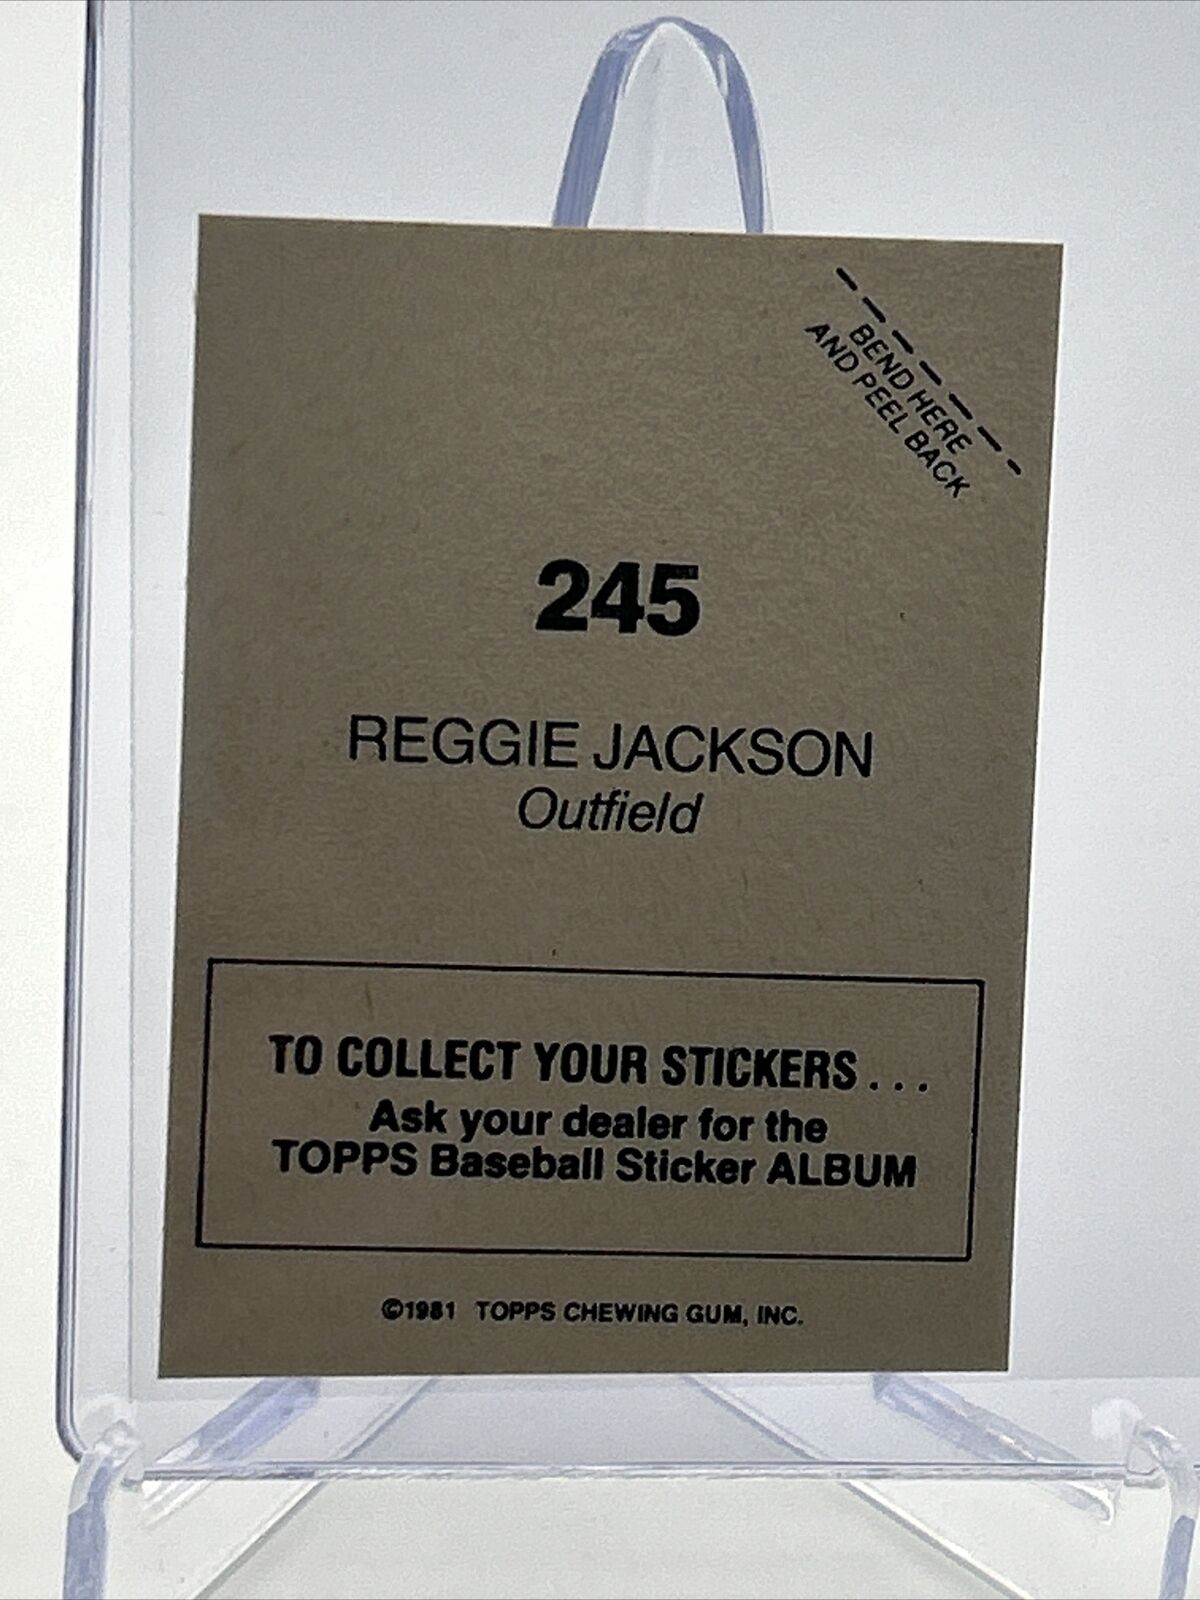 BEND HERE
AND PEEL BACK
245
REGGIE JACKSON
Outfield
TO COLLECT YOUR STICKERS . . .
Ask your dealer for the
TOPPS Baseball Sticker ALBUM
©1981 TOPPS CHEWING GUM, INC.